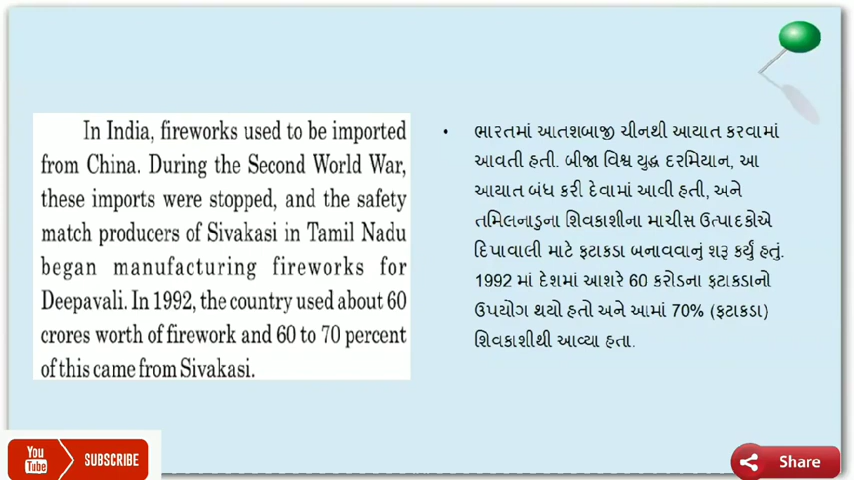 In India, fireworks used to be imported
from China. During the Second World War,
these imports were stopped, and the safety
match producers of Sivakasi in Tamil Nadu
began manufacturing fireworks for
Deepavali. In 1992, the country used about 60
crores worth of firework and 60 to 70 percent
of this came from Sivakasi.
• ભારતમાં આતશબાજી ચીનથી આયાત કરવામાં
આવતી હતી. બીજા વિશ્વ યુદ્ધ દરમિયાન, આ
આયાત બંધ કરી દેવામાં આવી હતી, અને
તમિલનાડુના શિવકાશીના માચીસ ઉત્પાદકોએ
દિપાવાલી માટે ફટાકડા બનાવવાનું શરૂ કર્યું હતું.
1992 માં દેશમાં આશરે 60 કરોડના ફટાકડાનો
ઉપયોગ થયો હતો અને આમાં 70% (ફટાકડા)
શિવકાશીથી આવ્યા હતા.
You
Tube
SUBSCRIBE
Share